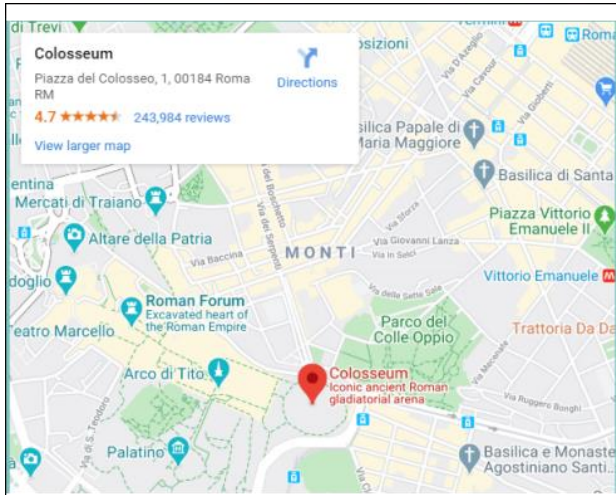 Colosseum
Piazza del Colosseo, 1, 00184 Roma
RM
Directions
4.7
243,984 reviews
View larger map
di Trevi
Termini
Roma
osizioni
Via D'Azeglio
Via Cavour
Via Gioberti
silica Papale di
Maria Maggiore
Basilica di Santa
entina
Mercati di Traiano
Via del Boschetto
Via dei Serpenti
Via Sforza
Piazza Vittorio
Emanuele II
Altare della Patria
MONTI
Via Giovanni Lanza
Via in Selci
Via Baccina
doglio
Vittorio Emanuele
Via delle Sette Sale
Roman Forum
Excavated heart of
the Roman Empire
Parco del
Colle Oppio
eatro Marcello
Trattoria Da Da
Via Mecenate
Arco di Tito
Colosseum
Iconic ancient Roman
gladiatorial arena
Via Ruggero Bonghi
Via di S. Teodoro
Palatino
Basilica e Monaste
Agostiniano Santi...